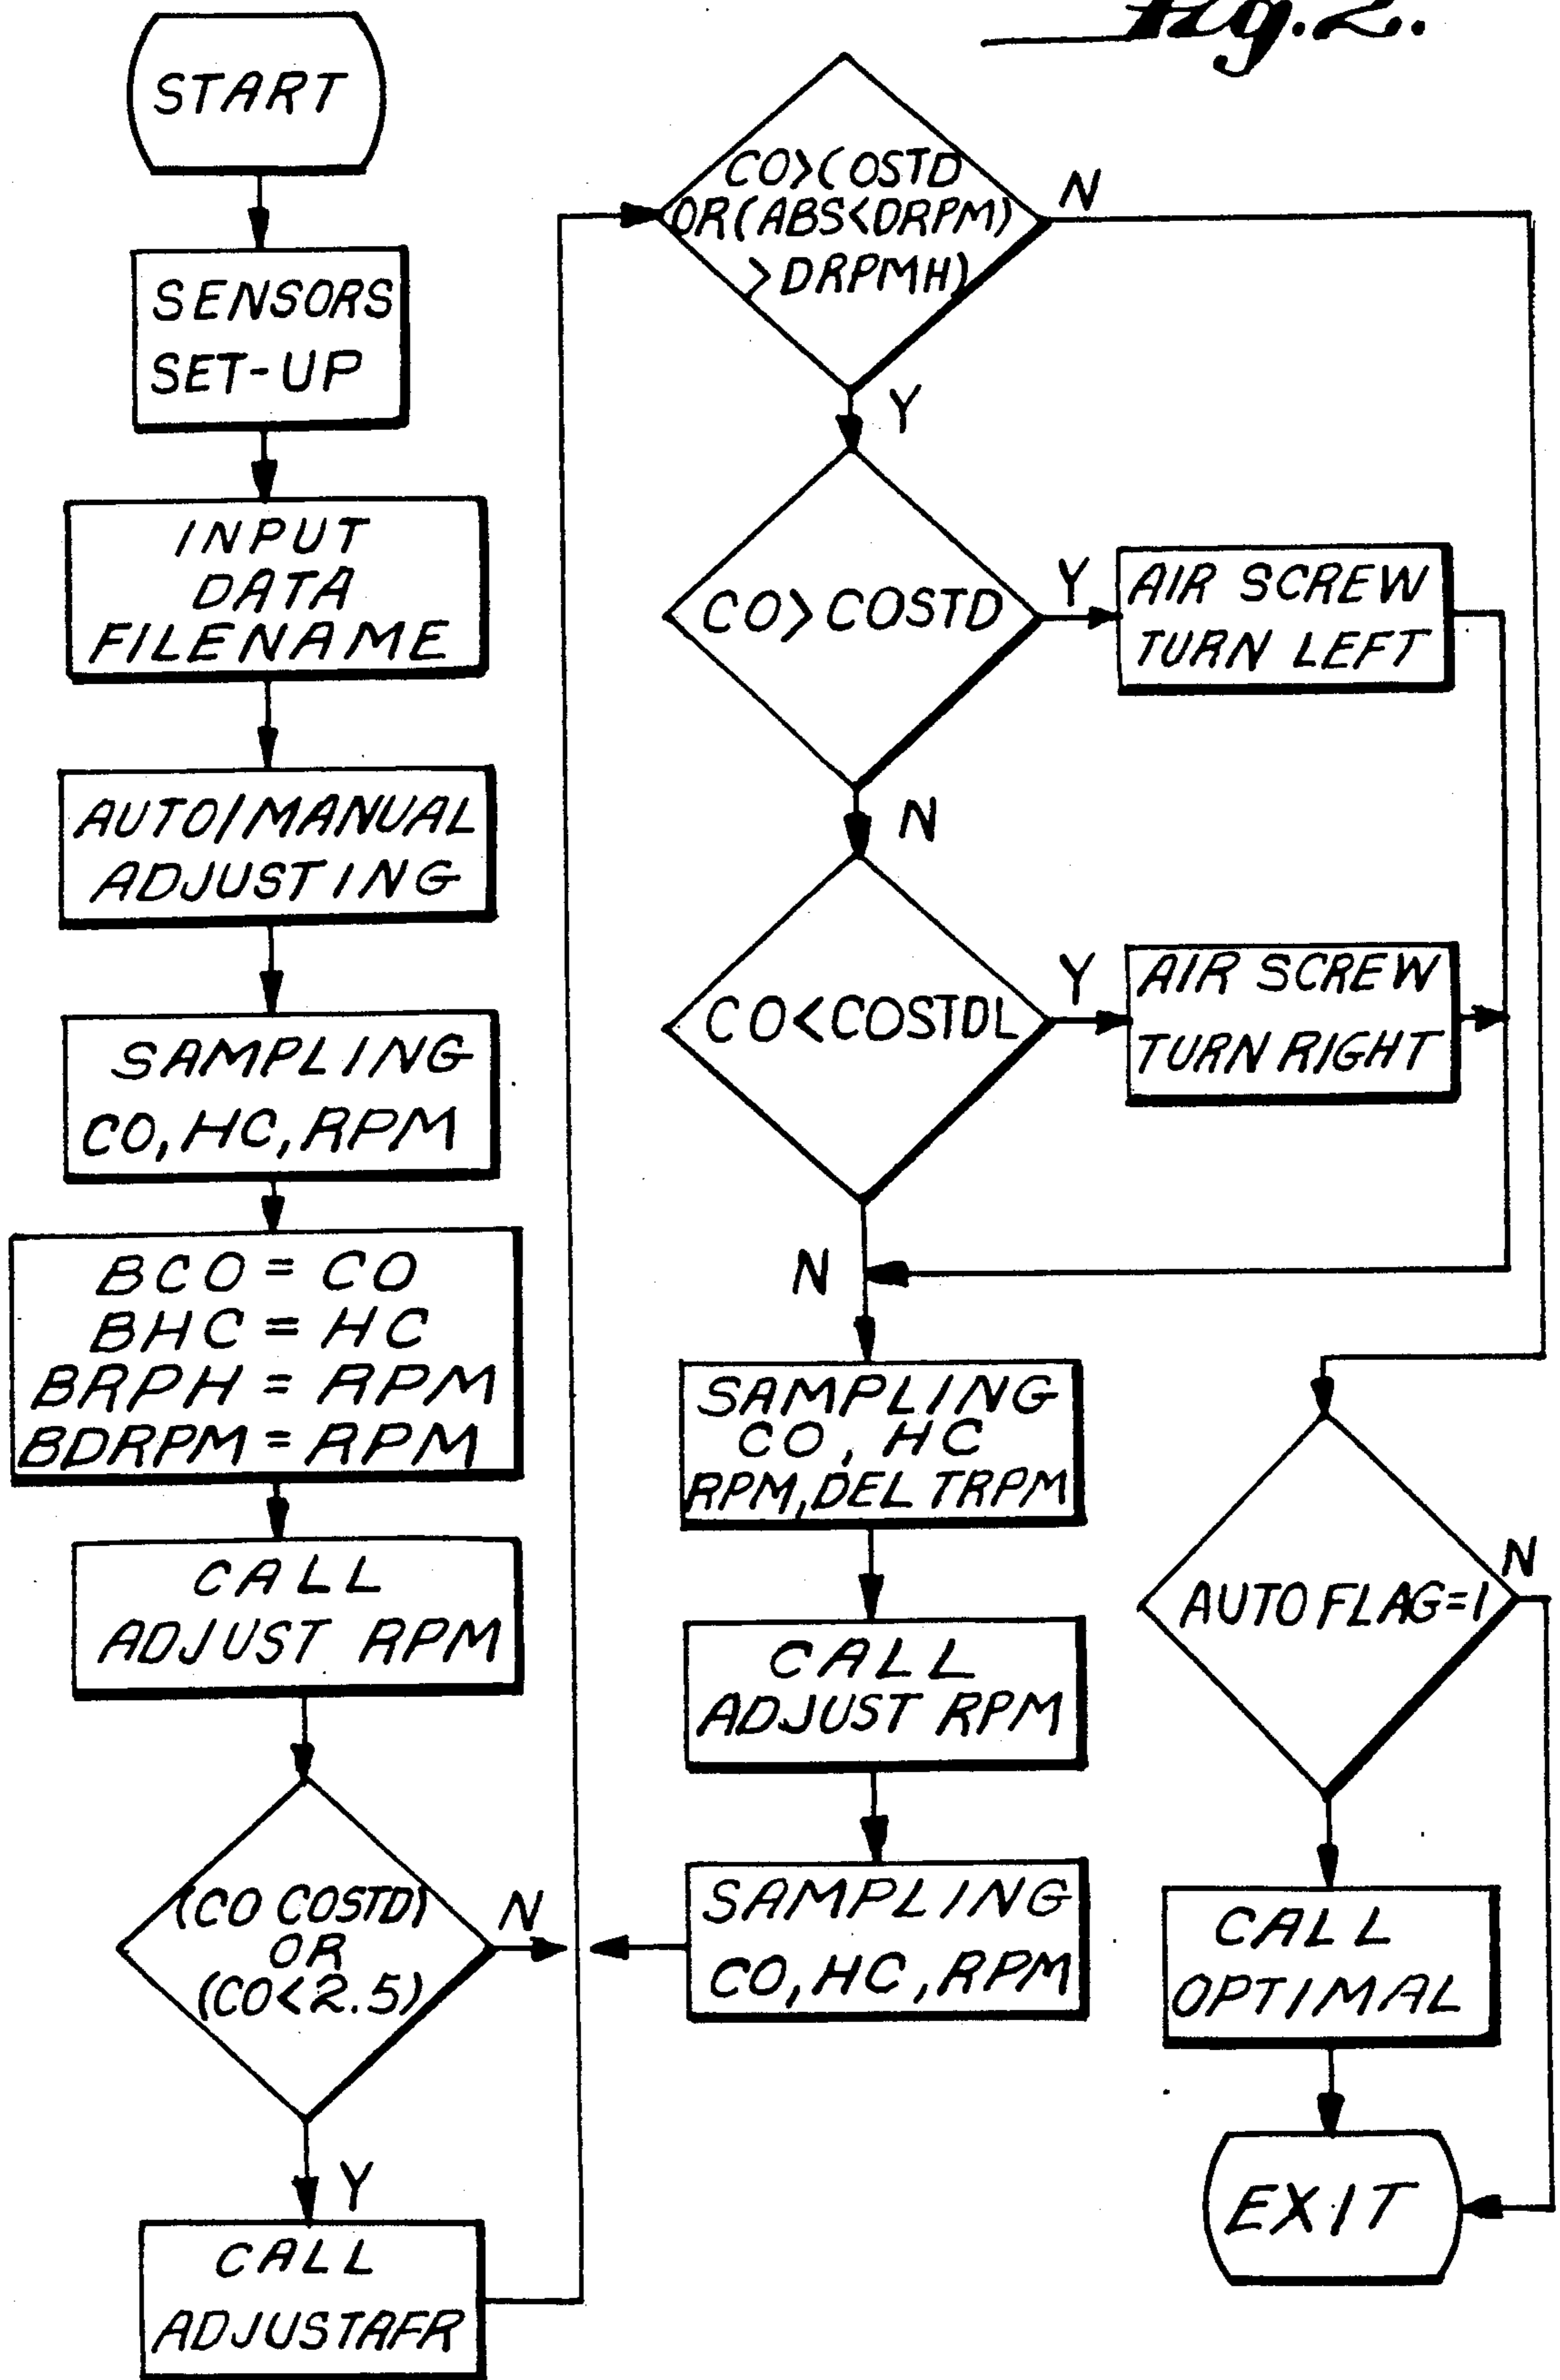 Fig. 2.
START
SENSORS
SET-UP
INPUT
DATA
FILENAME
AUTO/MANUAL
ADJUSTING
SAMPLING
CO, HC, RPM
BCO = CO
BHC = HC
BRPH = RPM
BDRPM = RPM
CALL
ADJUST RPM
(CO COSTD)
OR
(CO<2.5)
N
Y
CALL
ADJUSTAFR
CO>(OSTD
OR(ABS<DRPM)
>DRPMH)
N
Y
CO>COSTD
Y
AIR SCREW
TURN LEFT
N
CO<COSTDL
Y
AIR SCREW
TURN RIGHT
N
SAMPLING
CO, HC
RPM, DEL TRPM
CALL
ADJUST RPM
SAMPLING
CO, HC, RPM
AUTO FLAG=1
N
CALL
OPTIMAL
EXIT